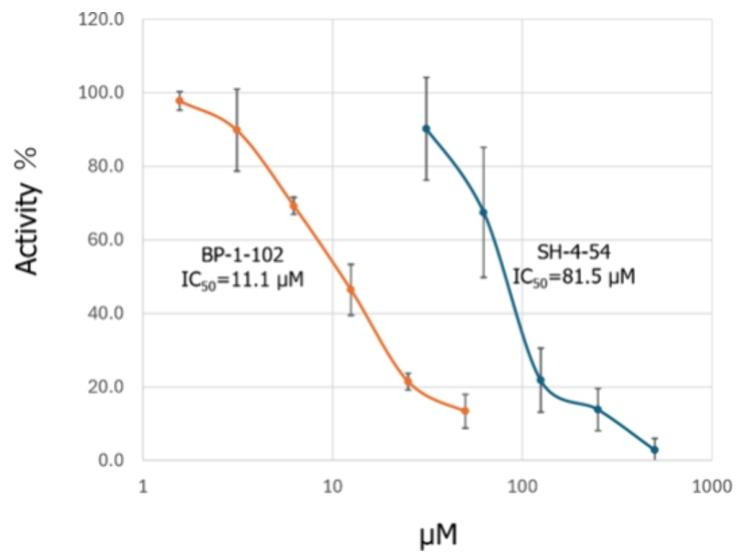 120.0
100.0
80.0
60.0
40.0
20.0
0.0
Activity %
BP-1-102
IC₅₀=11.1 µM
SH-4-54
IC₅₀=81.5 µM
1 10 100 1000
µM